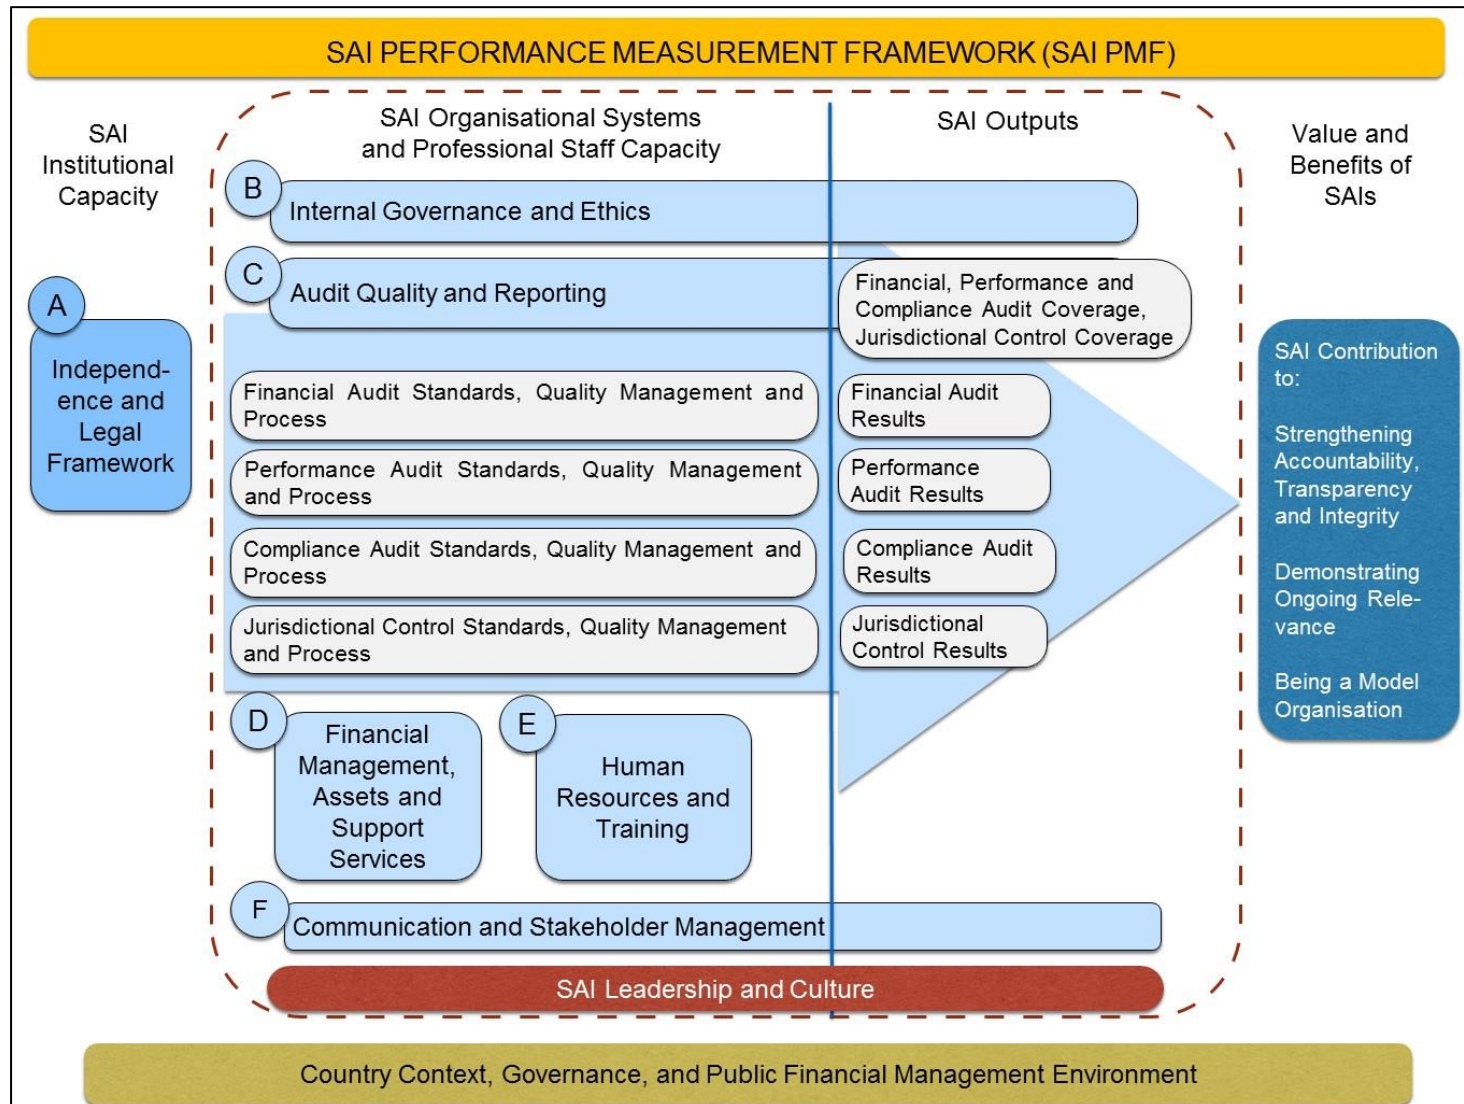 SAI PERFORMANCE MEASUREMENT FRAMEWORK (SAI PMF)
SAI
Institutional
Capacity
SAI Organisational Systems
and Professional Staff Capacity
SAI Outputs
Value and
Benefits of
SAIs
B
Internal Governance and Ethics
C
Audit Quality and Reporting
Financial, Performance and
Compliance Audit Coverage,
Jurisdictional Control Coverage
A
Independ-
ence and
Legal
Framework
Financial Audit Standards, Quality Management and
Process
Financial Audit
Results
Performance Audit Standards, Quality Management
and Process
Performance
Audit Results
Compliance Audit Standards, Quality Management and
Process
Compliance Audit
Results
Jurisdictional Control Standards, Quality Management
and Process
Jurisdictional
Control Results
SAI Contribution
to:
Strengthening
Accountability,
Transparency
and Integrity
Demonstrating
Ongoing Rele-
vance
Being a Model
Organisation
D
Financial
Management,
Assets and
Support
Services
E
Human
Resources and
Training
F
Communication and Stakeholder Management
SAI Leadership and Culture
Country Context, Governance, and Public Financial Management Environment